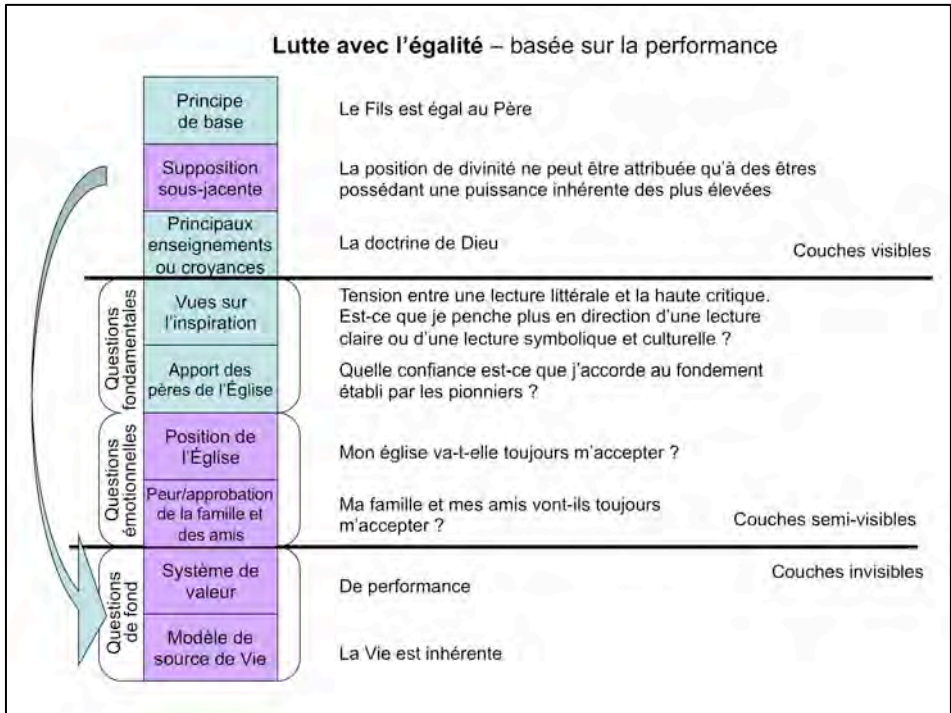 Lutte avec l’égalité – basée sur la performance
Principe
de base
Le Fils est égal au Père
Supposition
sous-jacente
La position de divinité ne peut être attribuée qu’à des êtres
possédant une puissance inhérente des plus élevées
Principaux
enseignements
ou croyances
La doctrine de Dieu
Couches visibles
Questions
fondamentales
Vues sur
l’inspiration
Tension entre une lecture littérale et la haute critique.
Est-ce que je penche plus en direction d’une lecture
claire ou d’une lecture symbolique et culturelle ?
Apport des
pères de l’Église
Quelle confiance est-ce que j’accorde au fondement
établi par les pionniers ?
Questions
émotionnelles
Position de
l’Église
Mon église va-t-elle toujours m’accepter ?
Peur/approbation
de la famille et
des amis
Ma famille et mes amis vont-ils toujours
m’accepter ?
Couches semi-visibles
Couches invisibles
Questions
de fond
Système de
valeur
De performance
Modèle de
source de Vie
La Vie est inhérente